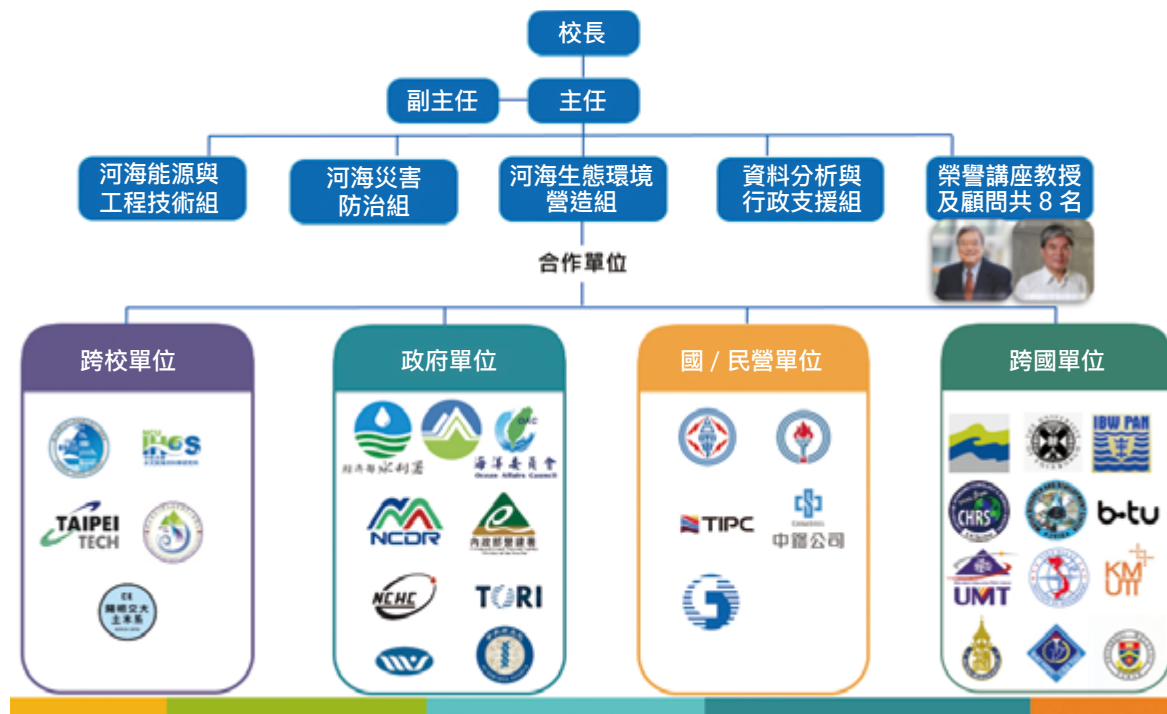 校長
副主任
主任
河海能源與
工程技術組
河海災害
防治組
河海生態環境
營造組
資料分析與
行政支援組
榮譽講座教授
及顧問共 8 名
合作單位
跨校單位
政府單位
國 / 民營單位
跨國單位
NCU
IHOS
TAIPEI
TECH
陽明交大
土木系
經濟部水利署
OAC
海洋委員會
Ocean Affairs Council
NCDR
內政部營建署
NCHC
TORI
TIPC
中鋼公司
IBW PAN
CHRS
b-tu
UMT
KM
UTT